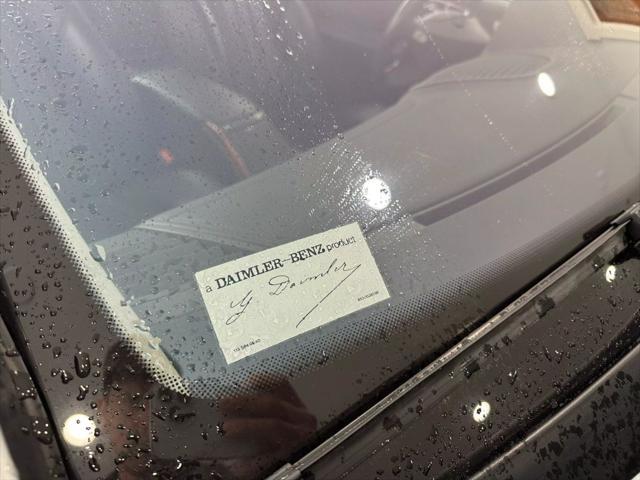 a DAIMLER-BENZ product
G Daimler